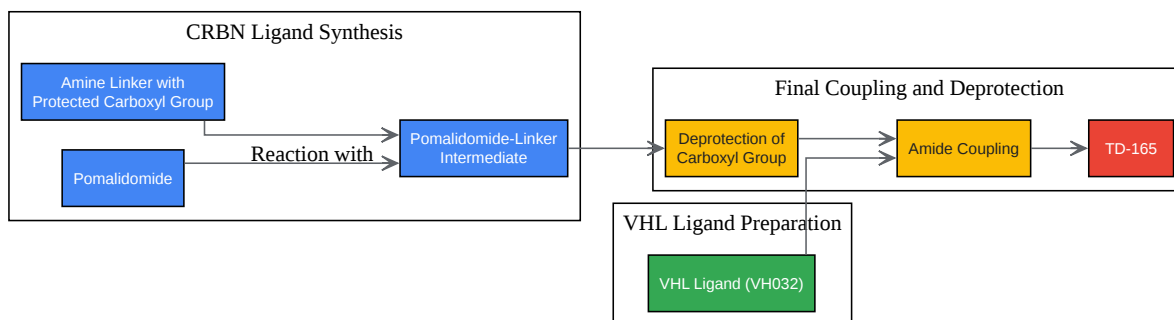 CRBN Ligand Synthesis
Amine Linker with
Protected Carboxyl Group
Pomalidomide
Reaction with
Pomalidomide-Linker
Intermediate
Final Coupling and Deprotection
Deprotection of
Carboxyl Group
Amide Coupling
TD-165
VHL Ligand Preparation
VHL Ligand (VH032)